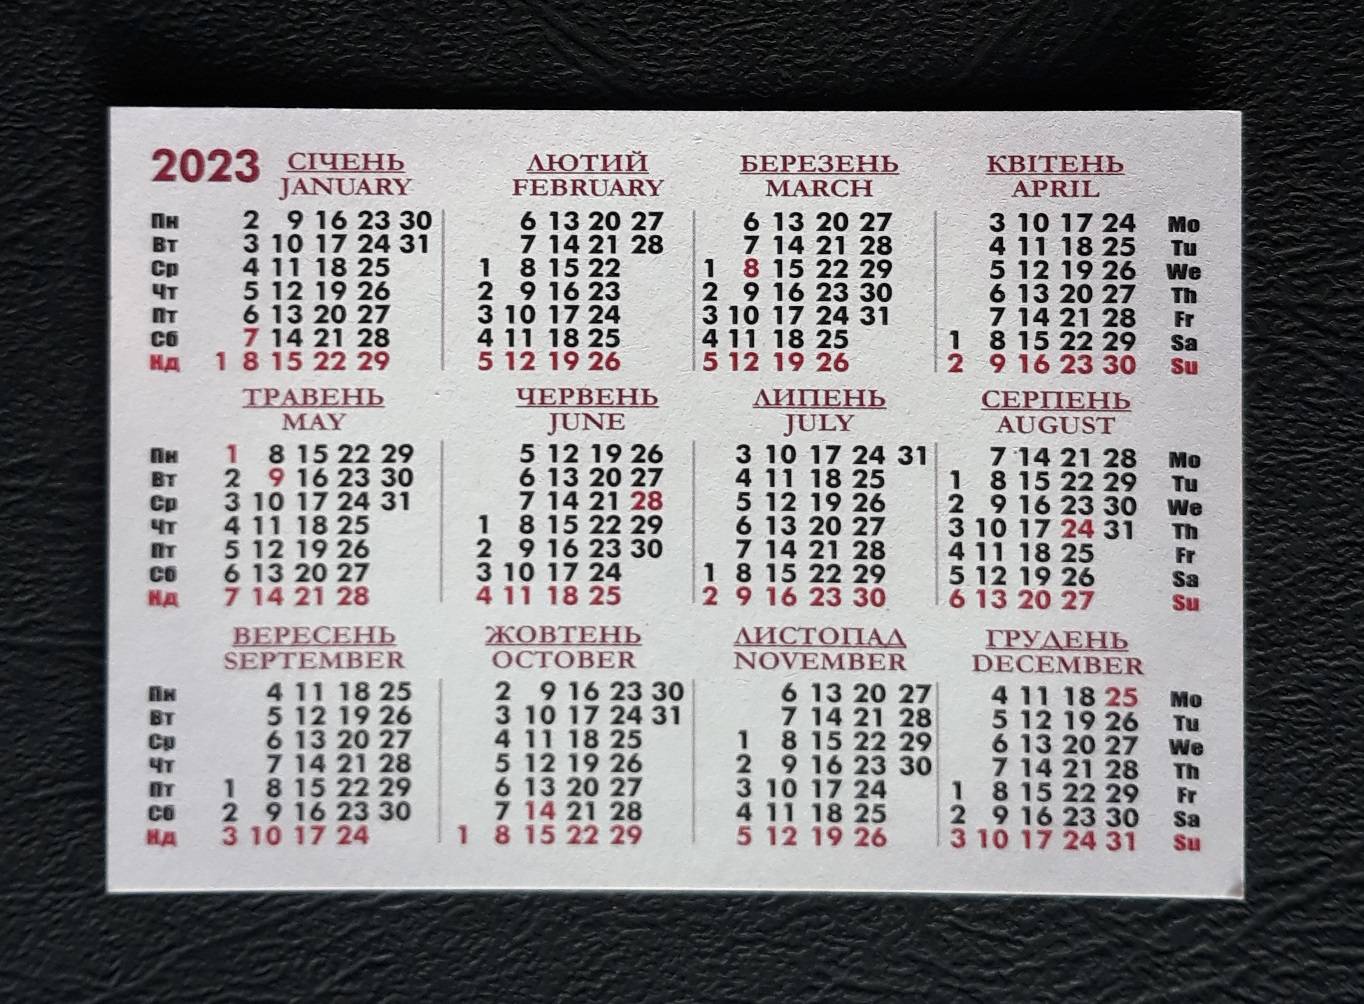 2023 СІЧЕНЬ ЛЮТИЙ БЕРЕЗЕНЬ КВІТЕНЬ
JANUARY FEBRUARY MARCH APRIL
Пн 2 9 16 23 30 6 13 20 27 6 13 20 27 3 10 17 24 Mo
Вт 3 10 17 24 31 7 14 21 28 7 14 21 28 4 11 18 25 Tu
Ср 4 11 18 25 1 8 15 22 1 8 15 22 29 5 12 19 26 We
Чт 5 12 19 26 2 9 16 23 2 9 16 23 30 6 13 20 27 Th
Пт 6 13 20 27 3 10 17 24 3 10 17 24 31 7 14 21 28 Fr
Сб 7 14 21 28 4 11 18 25 4 11 18 25 1 8 15 22 29 Sa
Нд 1 8 15 22 29 5 12 19 26 5 12 19 26 2 9 16 23 30 Su
ТРАВЕНЬ ЧЕРВЕНЬ ЛИПЕНЬ СЕРПЕНЬ
MAY JUNE JULY AUGUST
Пн 1 8 15 22 29 5 12 19 26 3 10 17 24 31 7 14 21 28 Mo
Вт 2 9 16 23 30 6 13 20 27 4 11 18 25 1 8 15 22 29 Tu
Ср 3 10 17 24 31 7 14 21 28 5 12 19 26 2 9 16 23 30 We
Чт 4 11 18 25 1 8 15 22 29 6 13 20 27 3 10 17 24 31 Th
Пт 5 12 19 26 2 9 16 23 30 7 14 21 28 4 11 18 25 Fr
Сб 6 13 20 27 3 10 17 24 1 8 15 22 29 5 12 19 26 Sa
Нд 7 14 21 28 4 11 18 25 2 9 16 23 30 6 13 20 27 Su
ВЕРЕСЕНЬ ЖОВТЕНЬ ЛИСТОПАД ГРУДЕНЬ
SEPTEMBER OCTOBER NOVEMBER DECEMBER
Пн 4 11 18 25 2 9 16 23 30 6 13 20 27 4 11 18 25 Mo
Вт 5 12 19 26 3 10 17 24 31 7 14 21 28 5 12 19 26 Tu
Ср 6 13 20 27 4 11 18 25 1 8 15 22 29 6 13 20 27 We
Чт 7 14 21 28 5 12 19 26 2 9 16 23 30 7 14 21 28 Th
Пт 1 8 15 22 29 6 13 20 27 3 10 17 24 1 8 15 22 29 Fr
Сб 2 9 16 23 30 7 14 21 28 4 11 18 25 2 9 16 23 30 Sa
Нд 3 10 17 24 1 8 15 22 29 5 12 19 26 3 10 17 24 31 Su